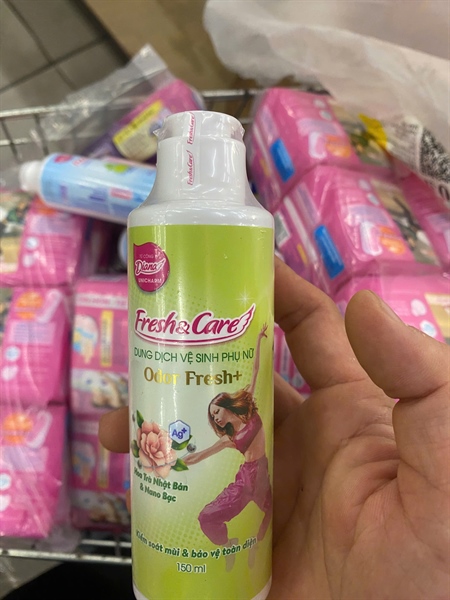 Fresh&Care
Diana
UNICHARM
Fresh&Care
DUNG DỊCH VỆ SINH PHỤ NỮ
Odor Fresh+
Ag+
Hoa Trà Nhật Bản
& Nano Bạc
Kiểm soát mùi & bảo vệ toàn diện
150 ml